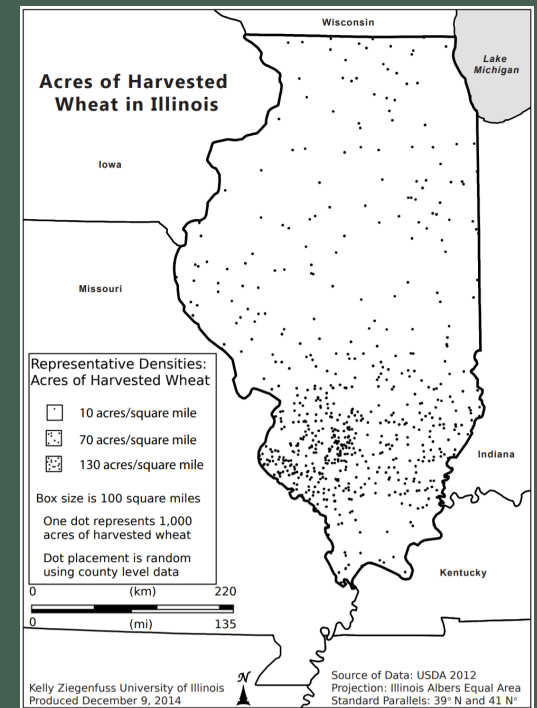 Wisconsin
Lake
Michigan
Acres of Harvested
Wheat in Illinois
Iowa
Missouri
Representative Densities:
Acres of Harvested Wheat
10 acres/square mile
70 acres/square mile
130 acres/square mile
Box size is 100 square miles
One dot represents 1,000
acres of harvested wheat
Dot placement is random
using county level data
Indiana
Kentucky
0 (km) 220
0 (mi) 135
N
Kelly Ziegenfuss University of Illinois
Produced December 9, 2014
Source of Data: USDA 2012
Projection: Illinois Albers Equal Area
Standard Parallels: 39° N and 41 N°